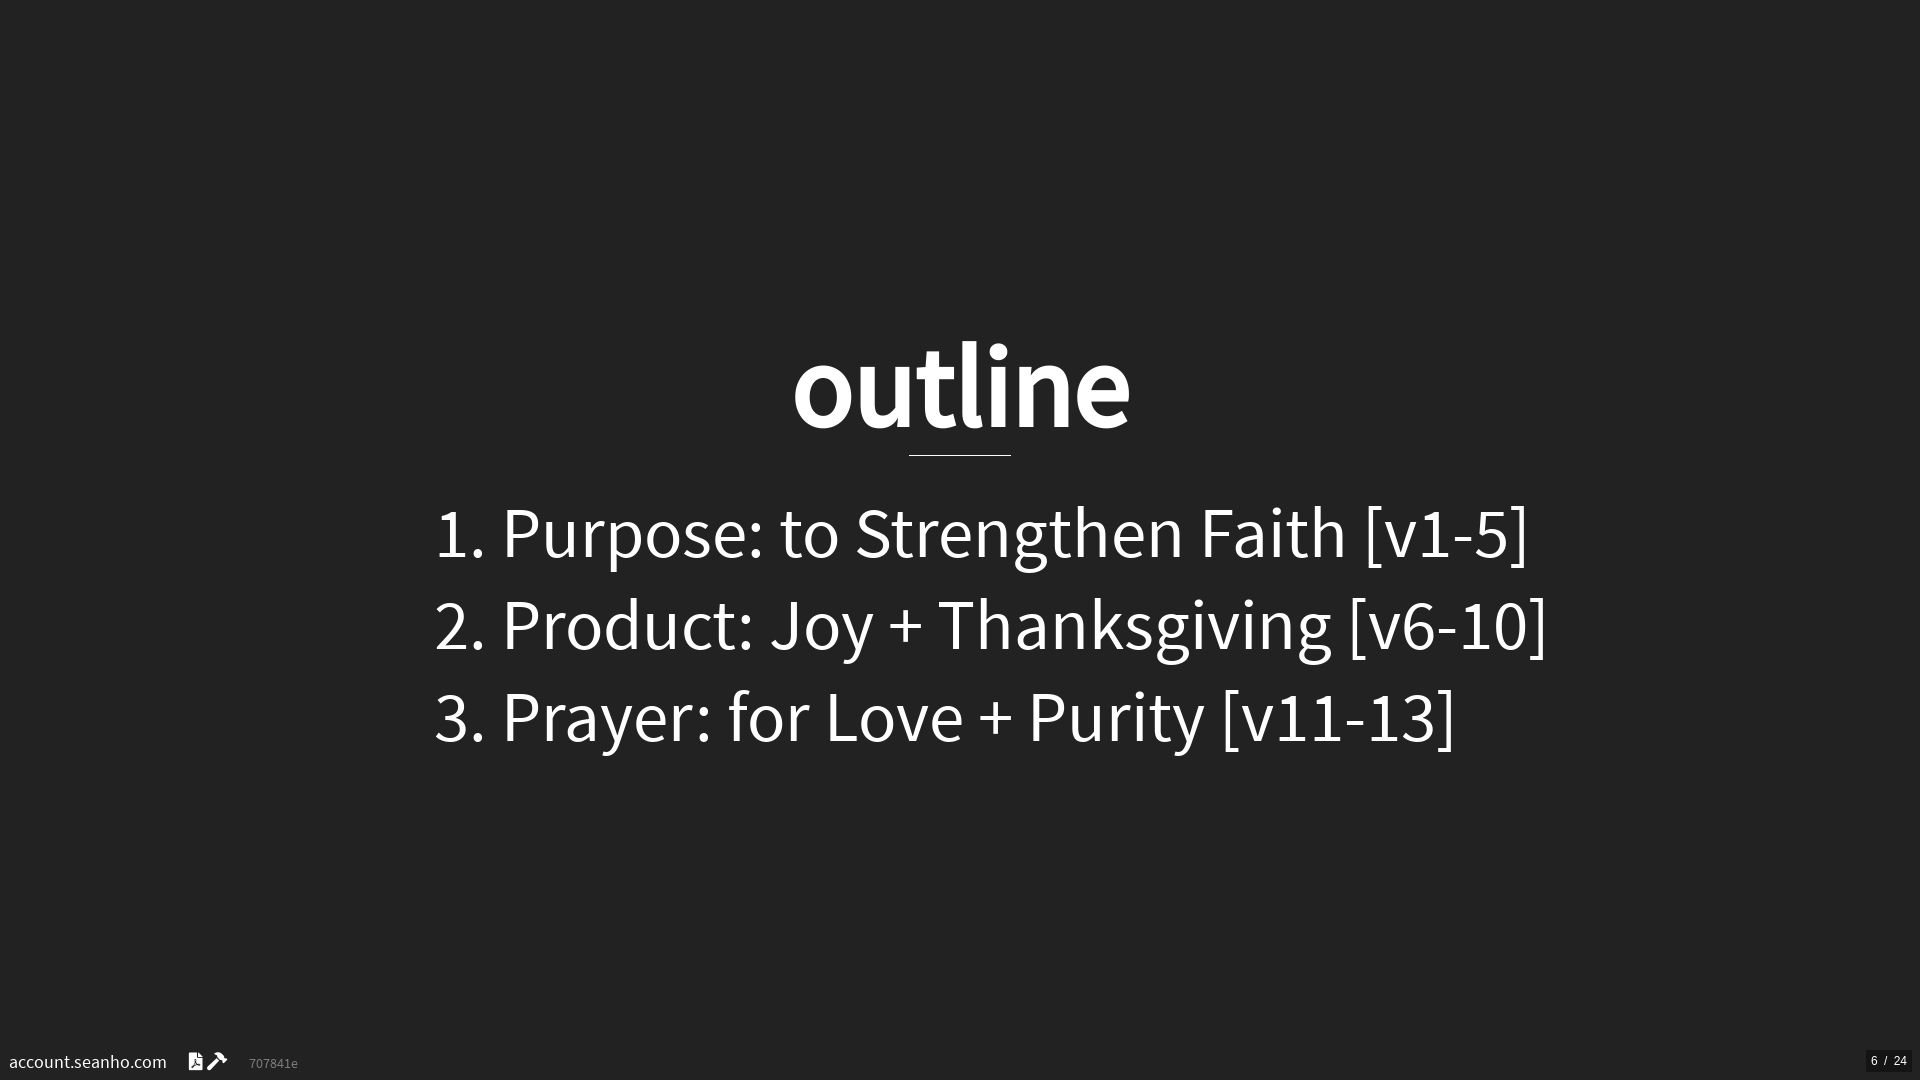 outline
1. Purpose: to Strengthen Faith [v1-5]
2. Product: Joy + Thanksgiving [v6-10]
3. Prayer: for Love + Purity [v11-13]
account.seanho.com 707841e
6 / 24